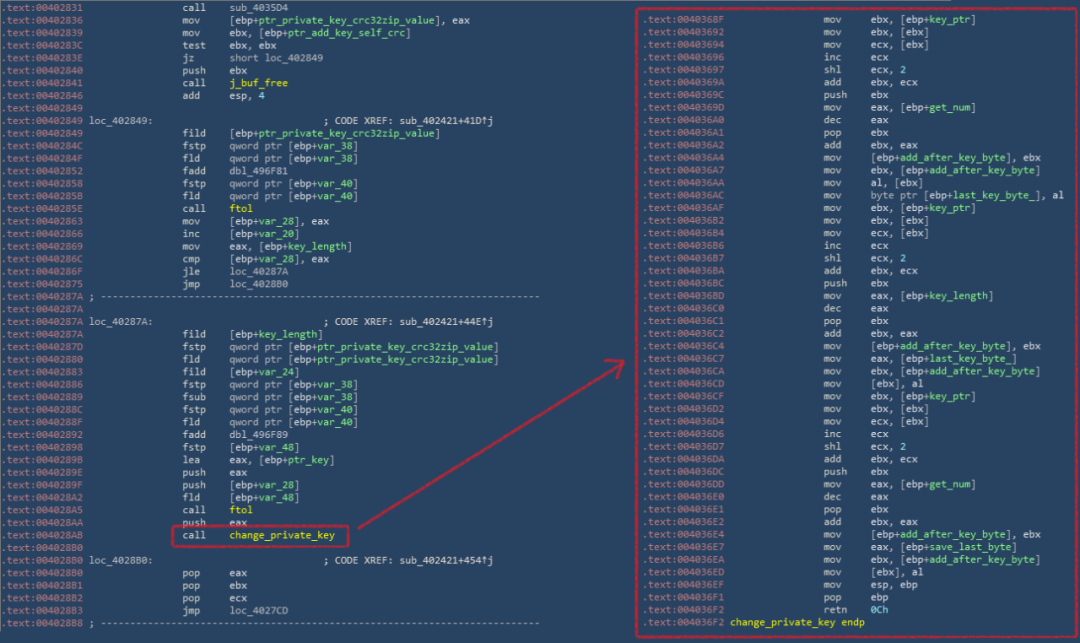 .text:00402831 call sub_4035D4
.text:00402836 mov [ebp+ptr_private_key_crc32zip_value], eax
.text:00402839 mov ebx, [ebp+ptr_add_key_self_crc]
.text:0040283C test ebx, ebx
.text:0040283E jz short loc_402849
.text:00402840 push ebx
.text:00402841 call j_buf_free
.text:00402846 add esp, 4
.text:00402849
.text:00402849 loc_402849: ; CODE XREF: sub_402421+41D↑j
.text:00402849 fild [ebp+ptr_private_key_crc32zip_value]
.text:0040284C fstp qword ptr [ebp+var_38]
.text:0040284F fld qword ptr [ebp+var_38]
.text:00402852 fadd dbl_496F81
.text:00402858 fstp qword ptr [ebp+var_40]
.text:0040285B fld qword ptr [ebp+var_40]
.text:0040285E call ftol
.text:00402863 mov [ebp+var_28], eax
.text:00402866 inc [ebp+var_20]
.text:00402869 mov eax, [ebp+key_length]
.text:0040286C cmp [ebp+var_28], eax
.text:0040286F jle loc_40287A
.text:00402875 jmp loc_4028B0
.text:0040287A ; ---------------------------------------------------------------------------
.text:0040287A
.text:0040287A loc_40287A: ; CODE XREF: sub_402421+44E↑j
.text:0040287A fild [ebp+key_length]
.text:0040287D fstp qword ptr [ebp+ptr_private_key_crc32zip_value]
.text:00402880 fld qword ptr [ebp+ptr_private_key_crc32zip_value]
.text:00402883 fild [ebp+var_24]
.text:00402886 fstp qword ptr [ebp+var_38]
.text:00402889 fsub qword ptr [ebp+var_38]
.text:0040288C fstp qword ptr [ebp+var_40]
.text:0040288F fld qword ptr [ebp+var_40]
.text:00402892 fadd dbl_496F89
.text:00402898 fstp [ebp+var_48]
.text:0040289B lea eax, [ebp+ptr_key]
.text:0040289E push eax
.text:0040289F push [ebp+var_28]
.text:004028A2 fld [ebp+var_48]
.text:004028A5 call ftol
.text:004028AA push eax
.text:004028AB call change_private_key
.text:004028B0
.text:004028B0 loc_4028B0: ; CODE XREF: sub_402421+454↑j
.text:004028B0 pop eax
.text:004028B1 pop ebx
.text:004028B2 pop ecx
.text:004028B3 jmp loc_4027CD
.text:004028B8 ; ---------------------------------------------------------------------------
.text:0040368F mov ebx, [ebp+key_ptr]
.text:00403692 mov ebx, [ebx]
.text:00403694 mov ecx, [ebx]
.text:00403696 inc ecx
.text:00403697 shl ecx, 2
.text:0040369A add ebx, ecx
.text:0040369C push ebx
.text:0040369D mov eax, [ebp+get_num]
.text:004036A0 dec eax
.text:004036A1 pop ebx
.text:004036A2 add ebx, eax
.text:004036A4 mov [ebp+add_after_key_byte], ebx
.text:004036A7 mov ebx, [ebp+add_after_key_byte]
.text:004036AA mov al, [ebx]
.text:004036AC mov byte ptr [ebp+last_key_byte_], al
.text:004036AF mov ebx, [ebp+key_ptr]
.text:004036B2 mov ebx, [ebx]
.text:004036B4 mov ecx, [ebx]
.text:004036B6 inc ecx
.text:004036B7 shl ecx, 2
.text:004036BA add ebx, ecx
.text:004036BC push ebx
.text:004036BD mov eax, [ebp+key_length]
.text:004036C0 dec eax
.text:004036C1 pop ebx
.text:004036C2 add ebx, eax
.text:004036C4 mov [ebp+add_after_key_byte], ebx
.text:004036C7 mov eax, [ebp+last_key_byte_]
.text:004036CA mov ebx, [ebp+add_after_key_byte]
.text:004036CD mov [ebx], al
.text:004036CF mov ebx, [ebp+key_ptr]
.text:004036D2 mov ebx, [ebx]
.text:004036D4 mov ecx, [ebx]
.text:004036D6 inc ecx
.text:004036D7 shl ecx, 2
.text:004036DA add ebx, ecx
.text:004036DC push ebx
.text:004036DD mov eax, [ebp+get_num]
.text:004036E0 dec eax
.text:004036E1 pop ebx
.text:004036E2 add ebx, eax
.text:004036E4 mov [ebp+add_after_key_byte], ebx
.text:004036E7 mov eax, [ebp+save_last_byte]
.text:004036EA mov ebx, [ebp+add_after_key_byte]
.text:004036ED mov [ebx], al
.text:004036EF mov esp, ebp
.text:004036F1 pop ebp
.text:004036F2 retn 0Ch
.text:004036F2 change_private_key endp